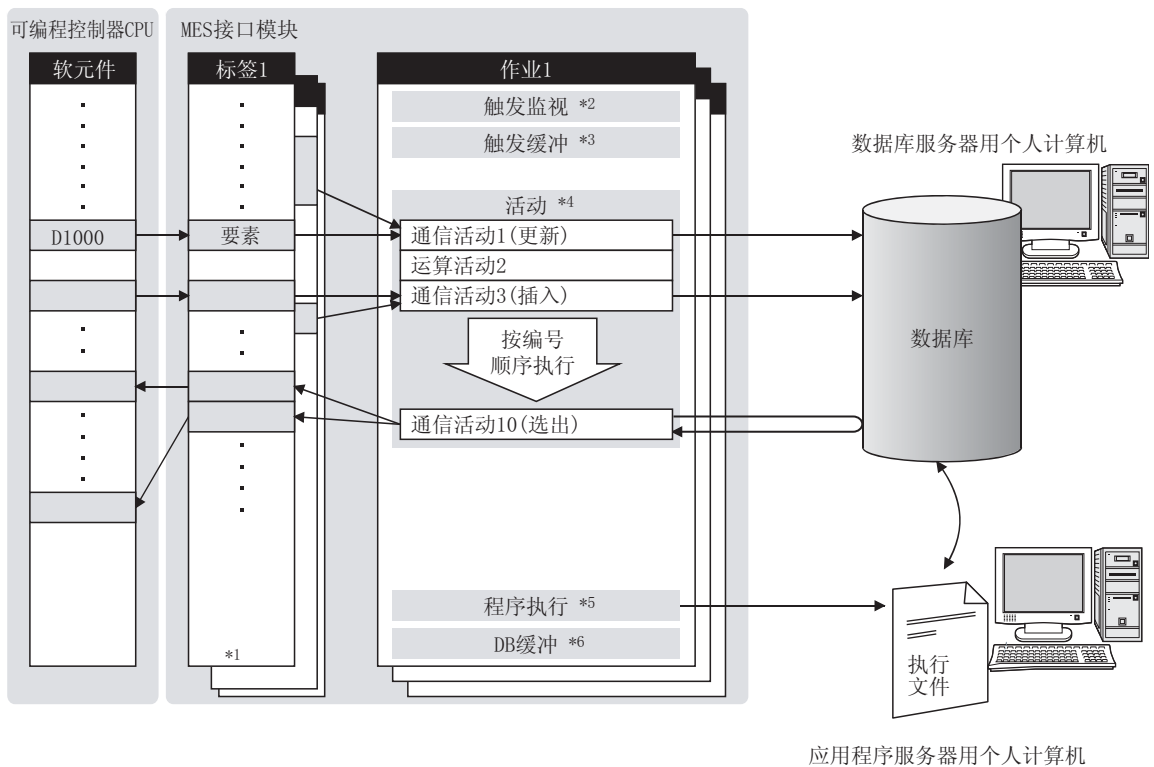 可编程控制器CPU
MES接口模块
软元件
标签1
作业1
触发监视 *2
触发缓冲 *3
数据库服务器用个人计算机
活动 *4
D1000
要素
通信活动1(更新)
运算活动2
通信活动3(插入)
按编号
顺序执行
数据库
通信活动10(选出)
程序执行 *5
DB缓冲 *6
*1
执行
文件
应用程序服务器用个人计算机